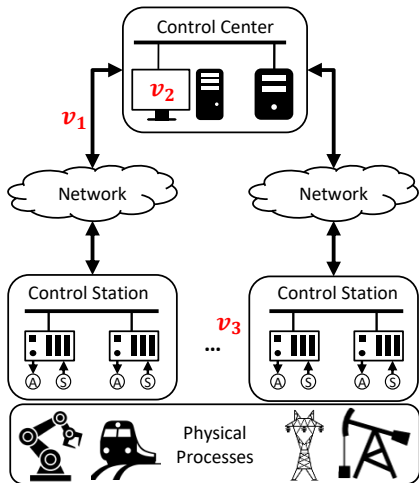 Control Center
v2
v1
Network
Network
Control Station
Control Station
v3
...
A S A S
A S A S
Physical
Processes